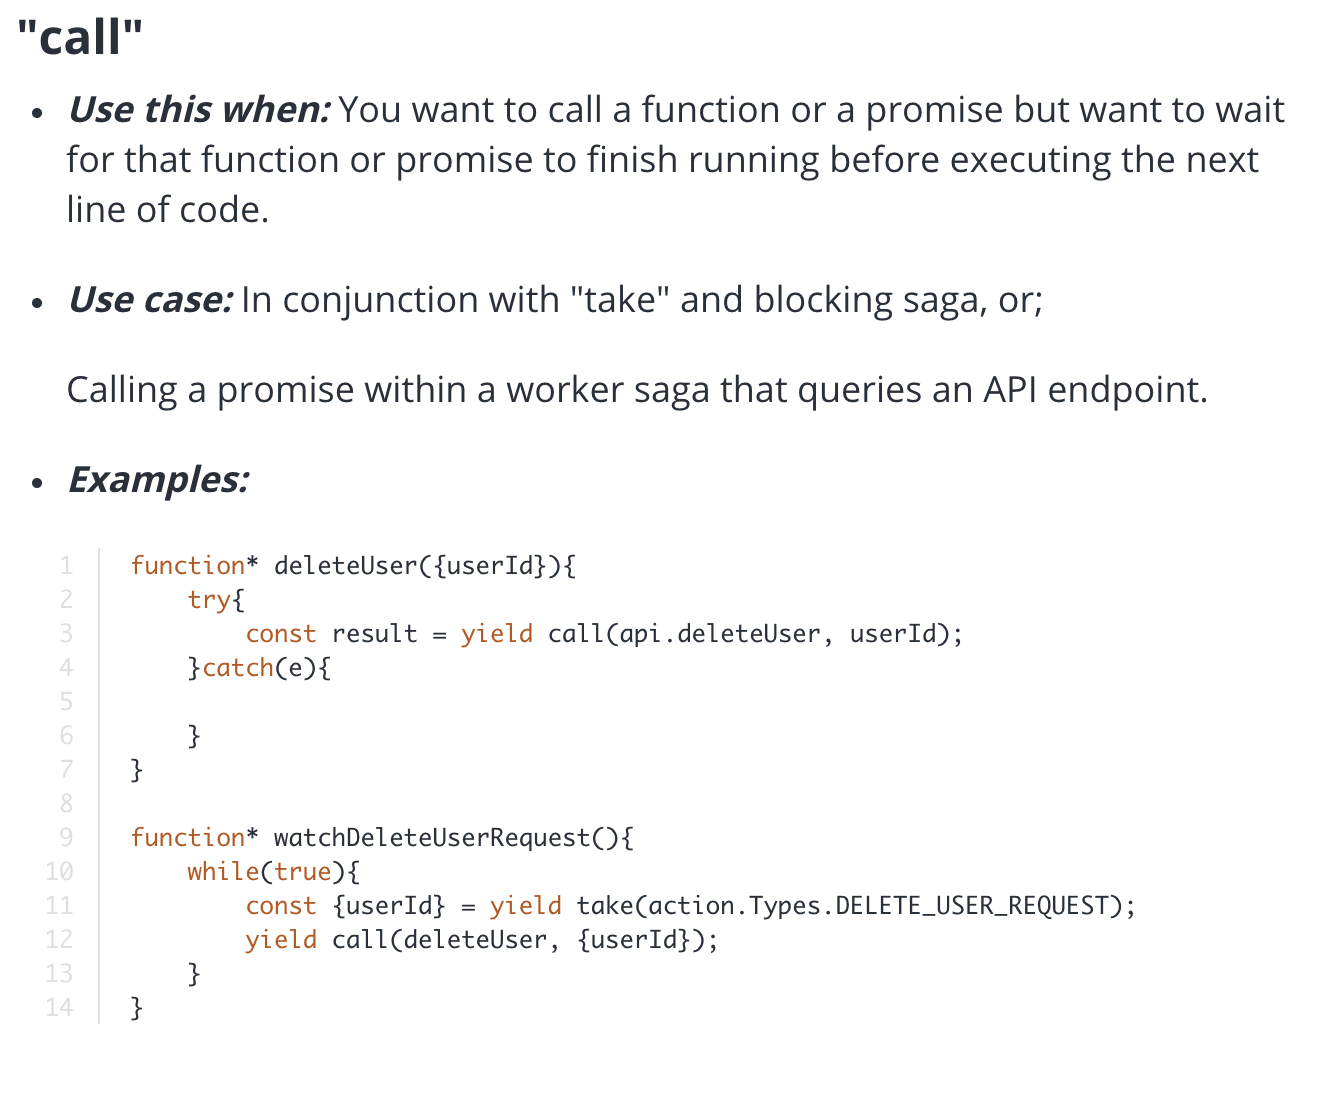 "call"
• Use this when: You want to call a function or a promise but want to wait
for that function or promise to finish running before executing the next
line of code.
• Use case: In conjunction with "take" and blocking saga, or;
Calling a promise within a worker saga that queries an API endpoint.
• Examples:
1 function* deleteUser({userId}){
2     try{
3         const result = yield call(api.deleteUser, userId);
4     }catch(e){
5
6     }
7 }
8
9 function* watchDeleteUserRequest(){
10     while(true){
11         const {userId} = yield take(action.Types.DELETE_USER_REQUEST);
12         yield call(deleteUser, {userId});
13     }
14 }